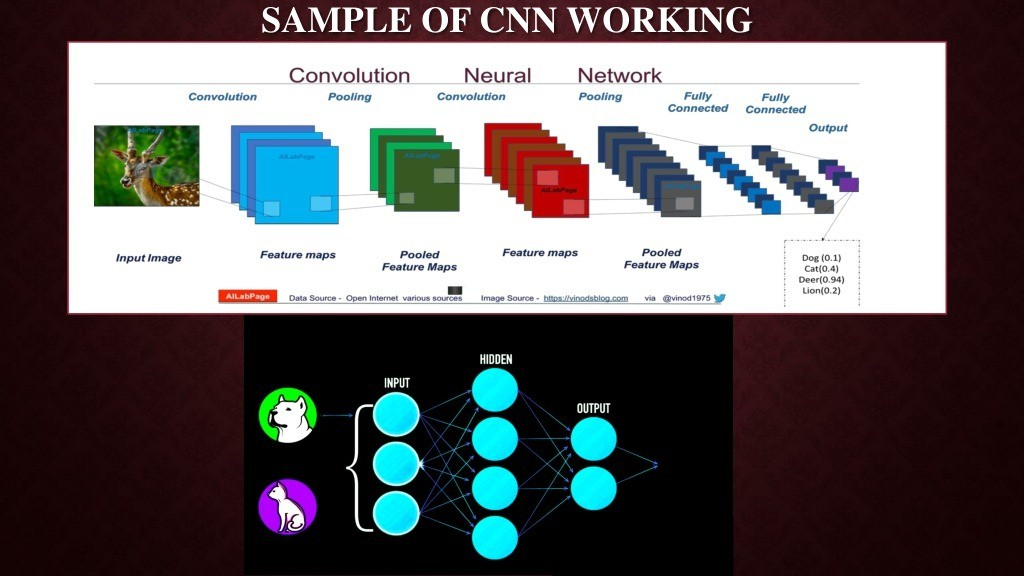 SAMPLE OF CNN WORKING
Convolution Neural Network
Convolution Pooling Convolution Pooling Fully Connected Fully Connected Output
AILabPage AILabPage AILabPage
Input Image Feature maps Pooled Feature Maps Feature maps Pooled Feature Maps
Dog (0.1)
Cat(0.4)
Deer(0.94)
Lion(0.2)
AILabPage Data Source - Open Internet various sources Image Source - https://vinodsblog.com via @vinod1975
HIDDEN
INPUT
OUTPUT